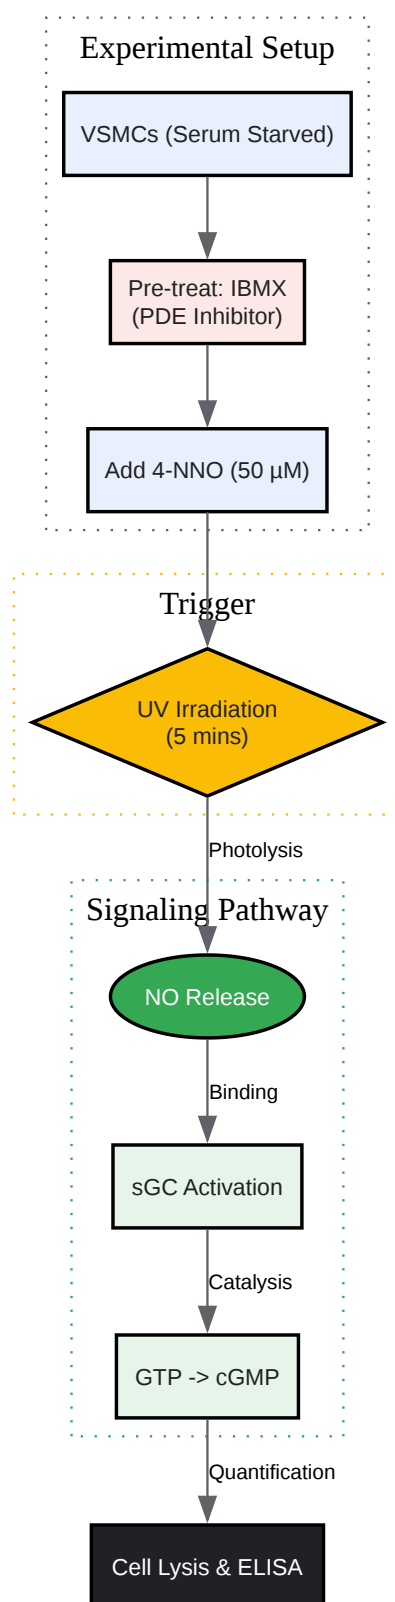 Experimental Setup
VSMCs (Serum Starved)
Pre-treat: IBMX
(PDE Inhibitor)
Add 4-NNO (50 µM)
Trigger
UV Irradiation
(5 mins)
Photolysis
Signaling Pathway
NO Release
Binding
sGC Activation
Catalysis
GTP -> cGMP
Quantification
Cell Lysis & ELISA